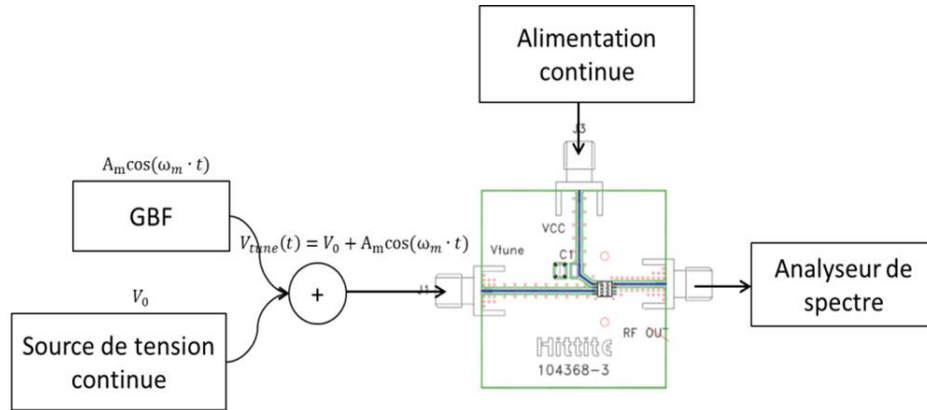 Alimentation
continue
J3
A_m cos(ω_m · t)
GBF
V_tune(t) = V_0 + A_m cos(ω_m · t)
VCC
Vtune
C1
J1
+
V_0
Source de tension
continue
Analyseur de
spectre
RF OUT
Hittite
104368-3